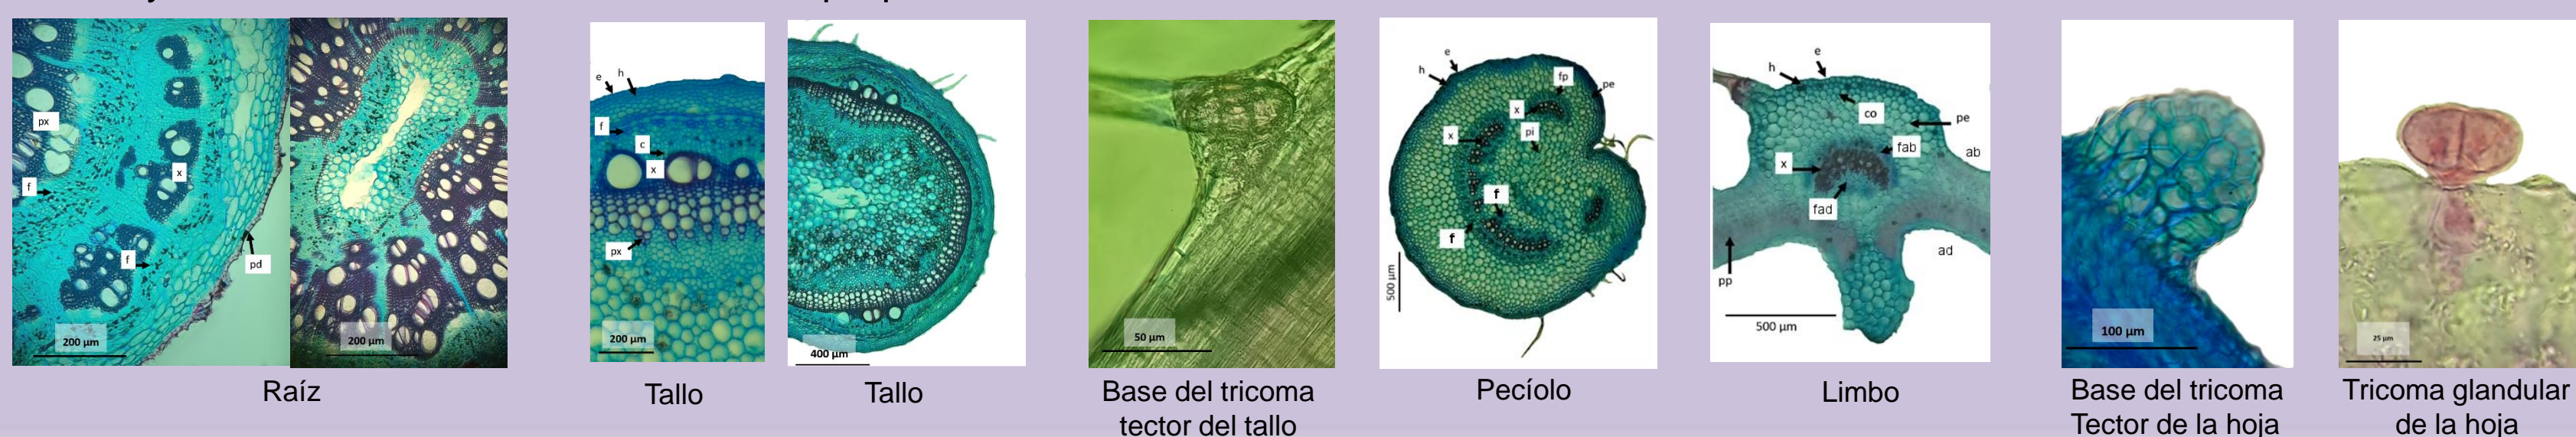 px
f
f
x
pd
200 µm
200 µm
Raíz
e
h
f
c
x
px
200 µm
Tallo
400 µm
Tallo
50 µm
Base del tricoma
tector del tallo
e
h
fp
pe
x
x
pi
f
f
500 µm
Pecíolo
e
h
co
pe
fab
ab
x
fad
ad
pp
500 µm
Limbo
100 µm
Base del tricoma
Tector de la hoja
25 µm
Tricoma glandular
de la hoja